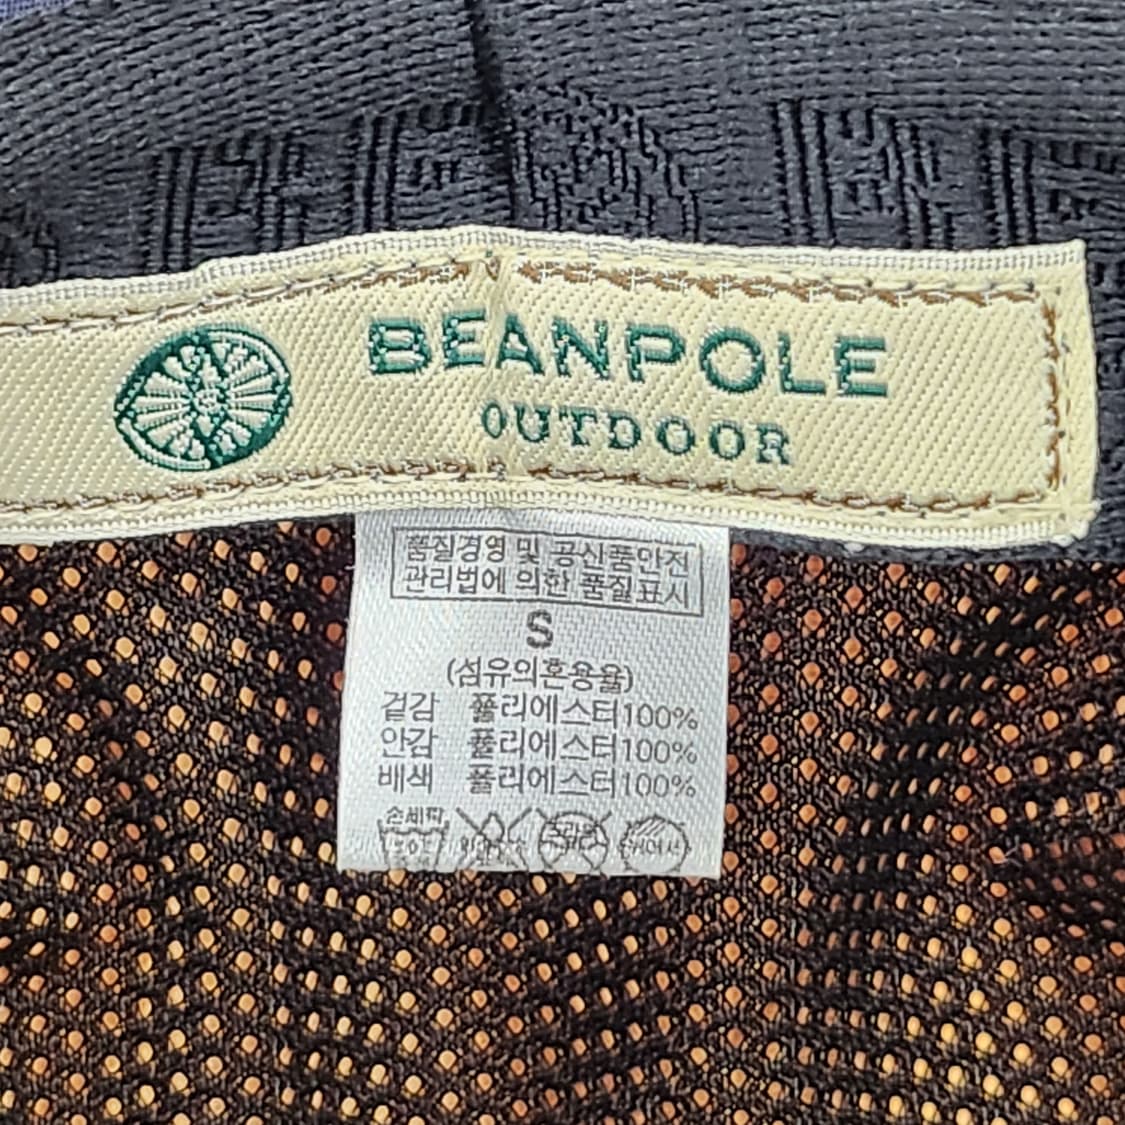 BEANPOLE
OUTDOOR
품질경영 및 공산품안전
관리법에 의한 품질표시
S
(섬유의혼용율)
겉감 폴리에스터100%
안감 폴리에스터100%
배색 폴리에스터100%
손세탁